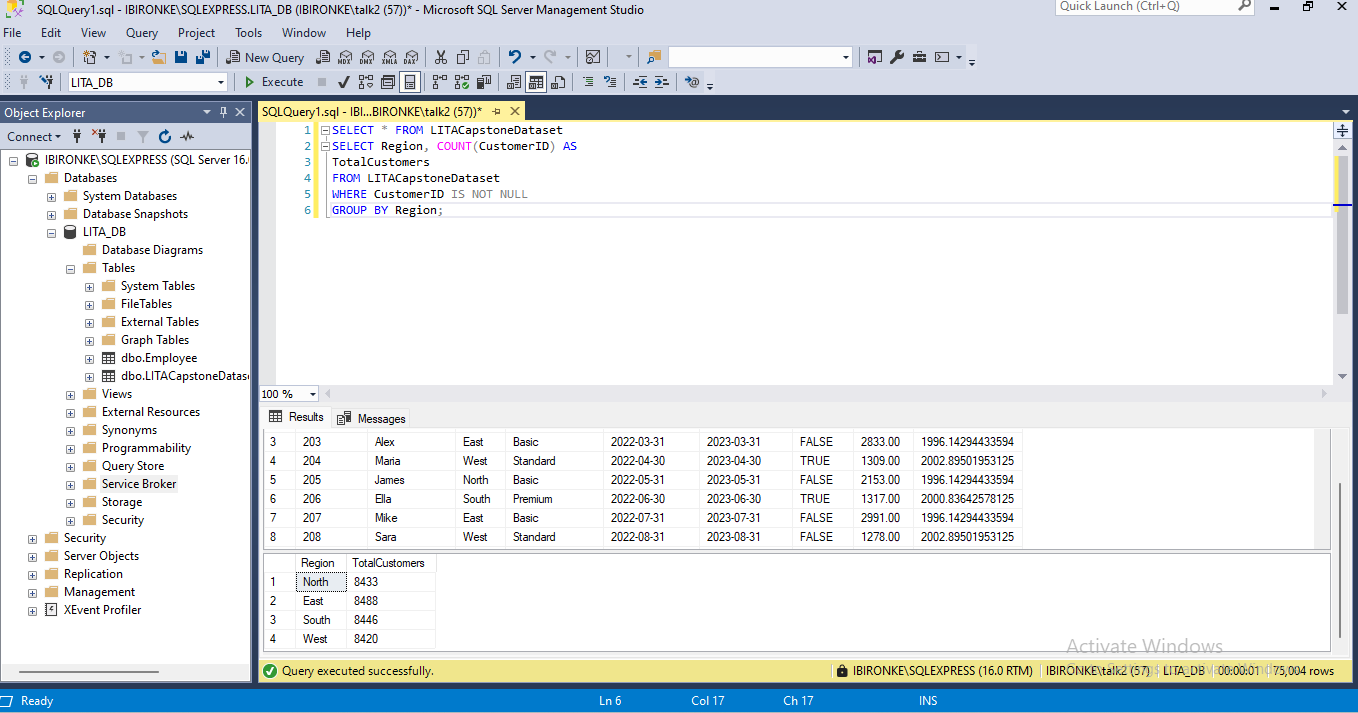 SQLQuery1.sql - IBIRONKE\SQLEXPRESS.LITA_DB (IBIRONKE\talk2 (57))* - Microsoft SQL Server Management Studio
Quick Launch (Ctrl+Q)
File Edit View Query Project Tools Window Help
New Query
MDX DMX XMLA DAX
LITA_DB Execute
Object Explorer
Connect
IBIRONKE\SQLEXPRESS (SQL Server 16.
Databases
System Databases
Database Snapshots
LITA_DB
Database Diagrams
Tables
System Tables
FileTables
External Tables
Graph Tables
dbo.Employee
dbo.LITACapstoneDatas
Views
External Resources
Synonyms
Programmability
Query Store
Service Broker
Storage
Security
Security
Server Objects
Replication
Management
XEvent Profiler
SQLQuery1.sql - IBI...BIRONKE\talk2 (57))*
1 SELECT * FROM LITACapstoneDataset
2 SELECT Region, COUNT(CustomerID) AS
3 TotalCustomers
4 FROM LITACapstoneDataset
5 WHERE CustomerID IS NOT NULL
6 GROUP BY Region;
100 %
Results Messages
3 203 Alex East Basic 2022-03-31 2023-03-31 FALSE 2833.00 1996.14294433594
4 204 Maria West Standard 2022-04-30 2023-04-30 TRUE 1309.00 2002.89501953125
5 205 James North Basic 2022-05-31 2023-05-31 FALSE 2153.00 1996.14294433594
6 206 Ella South Premium 2022-06-30 2023-06-30 TRUE 1317.00 2000.83642578125
7 207 Mike East Basic 2022-07-31 2023-07-31 FALSE 2991.00 1996.14294433594
8 208 Sara West Standard 2022-08-31 2023-08-31 FALSE 1278.00 2002.89501953125
Region TotalCustomers
1 North 8433
2 East 8488
3 South 8446
4 West 8420
Activate Windows
Query executed successfully. IBIRONKE\SQLEXPRESS (16.0 RTM) IBIRONKE\talk2 (57) LITA_DB 00:00:01 75,004 rows
Ready Ln 6 Col 17 Ch 17 INS